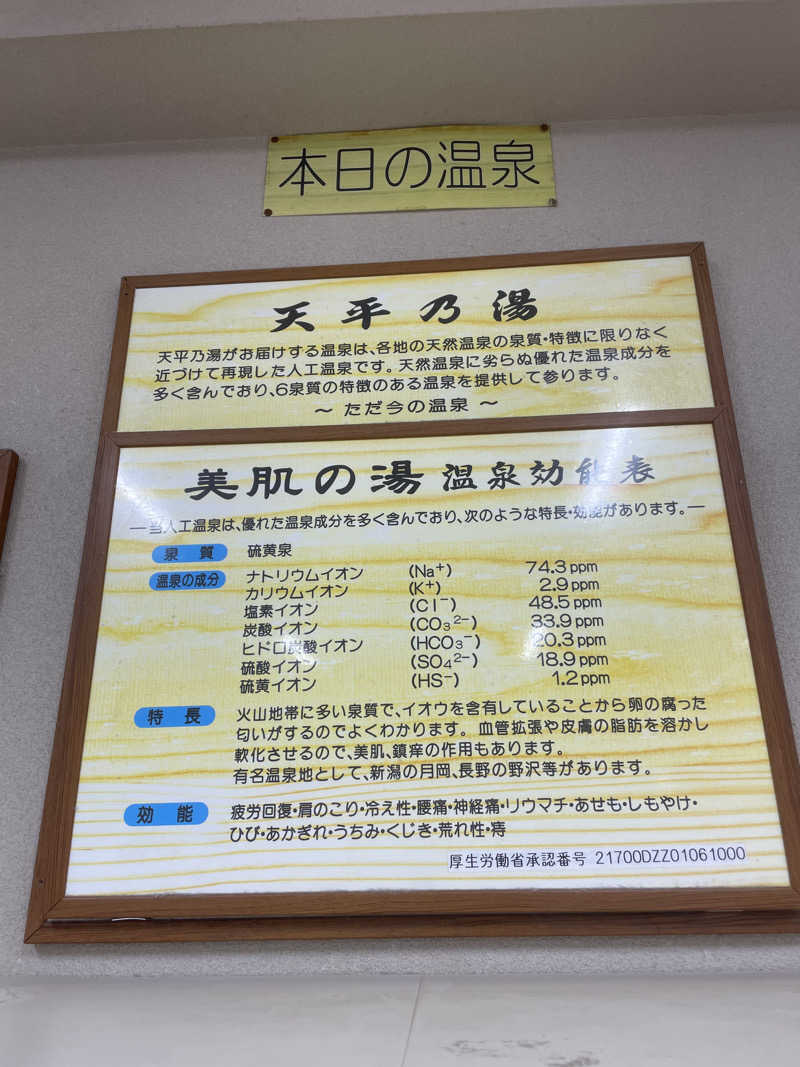 本日の温泉
天平乃湯
天平乃湯がお届けする温泉は、各地の天然温泉の泉質・特徴に限りなく
近づけて再現した人工温泉です。天然温泉に劣らぬ優れた温泉成分を
多く含んでおり、6泉質の特徴のある温泉を提供して参ります。
～ ただ今の温泉 ～
美肌の湯 温泉効能表
―当人工温泉は、優れた温泉成分を多く含んでおり、次のような特長・効能があります。―
泉質 硫黄泉
温泉の成分 ナトリウムイオン (Na⁺) 74.3 ppm
カリウムイオン (K⁺) 2.9 ppm
塩素イオン (Cl⁻) 48.5 ppm
炭酸イオン (CO₃²⁻) 33.9 ppm
ヒドロ炭酸イオン (HCO₃⁻) 20.3 ppm
硫酸イオン (SO₄²⁻) 18.9 ppm
硫黄イオン (HS⁻) 1.2 ppm
特長 火山地帯に多い泉質で、イオウを含有していることから卵の腐った
匂いがするのでよくわかります。血管拡張や皮膚の脂肪を溶かし
軟化させるので、美肌、鎮痒の作用もあります。
有名温泉地として、新潟の月岡、長野の野沢等があります。
効能 疲労回復・肩のこり・冷え性・腰痛・神経痛・リウマチ・あせも・しもやけ・
ひび・あかぎれ・うちみ・くじき・荒れ性・痔
厚生労働省承認番号 21700DZZ01061000